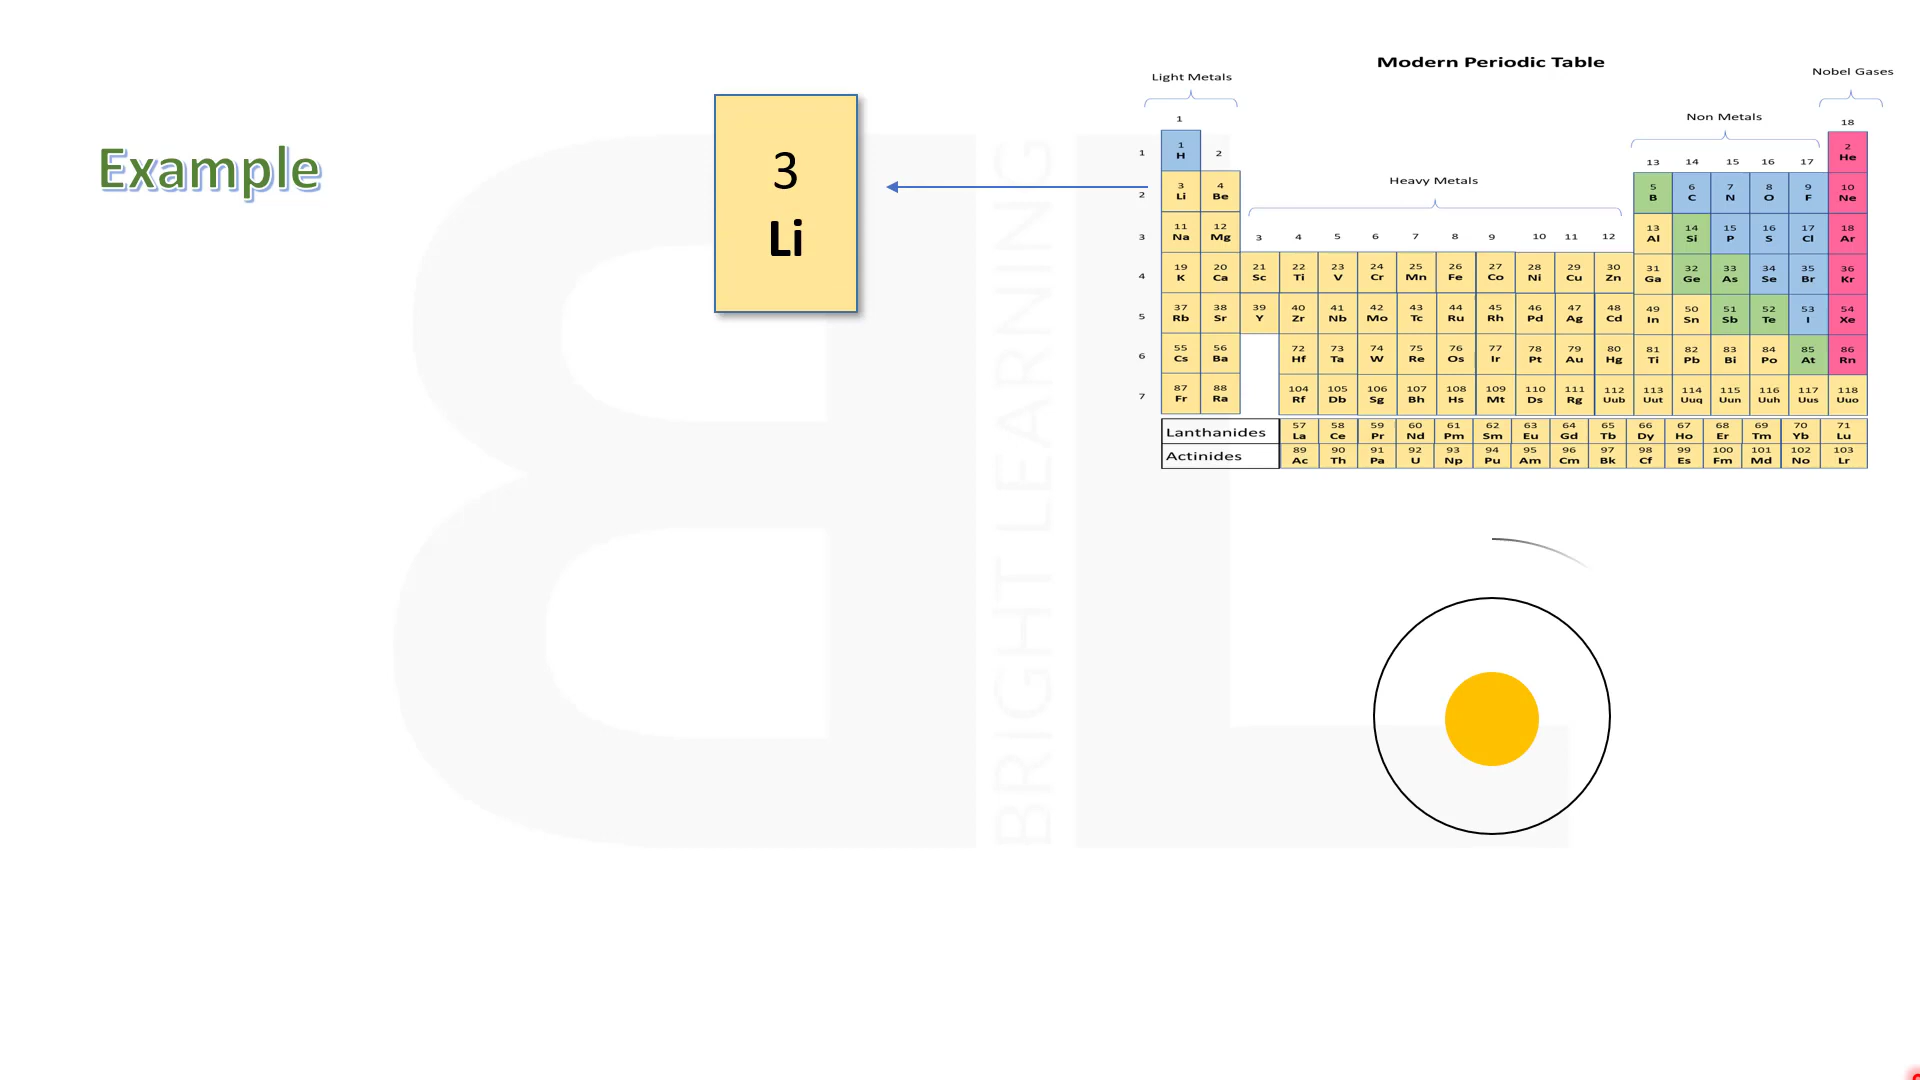 Modern Periodic Table
Light Metals
Nobel Gases
Example
3
Li
Non Metals
Heavy Metals
1
18
2
13 14 15 16 17
3 4 5 6 7 8 9 10 11 12
1 1 H 2 He
2 3 Li 4 Be 5 B 6 C 7 N 8 O 9 F 10 Ne
3 11 Na 12 Mg 13 Al 14 Si 15 P 16 S 17 Cl 18 Ar
4 19 K 20 Ca 21 Sc 22 Ti 23 V 24 Cr 25 Mn 26 Fe 27 Co 28 Ni 29 Cu 30 Zn 31 Ga 32 Ge 33 As 34 Se 35 Br 36 Kr
5 37 Rb 38 Sr 39 Y 40 Zr 41 Nb 42 Mo 43 Tc 44 Ru 45 Rh 46 Pd 47 Ag 48 Cd 49 In 50 Sn 51 Sb 52 Te 53 I 54 Xe
6 55 Cs 56 Ba 72 Hf 73 Ta 74 W 75 Re 76 Os 77 Ir 78 Pt 79 Au 80 Hg 81 Ti 82 Pb 83 Bi 84 Po 85 At 86 Rn
7 87 Fr 88 Ra 104 Rf 105 Db 106 Sg 107 Bh 108 Hs 109 Mt 110 Ds 111 Rg 112 Uub 113 Uut 114 Uuq 115 Uun 116 Uuh 117 Uus 118 Uuo
Lanthanides 57 La 58 Ce 59 Pr 60 Nd 61 Pm 62 Sm 63 Eu 64 Gd 65 Tb 66 Dy 67 Ho 68 Er 69 Tm 70 Yb 71 Lu
Actinides 89 Ac 90 Th 91 Pa 92 U 93 Np 94 Pu 95 Am 96 Cm 97 Bk 98 Cf 99 Es 100 Fm 101 Md 102 No 103 Lr
BL
BRIGHT LEARNING